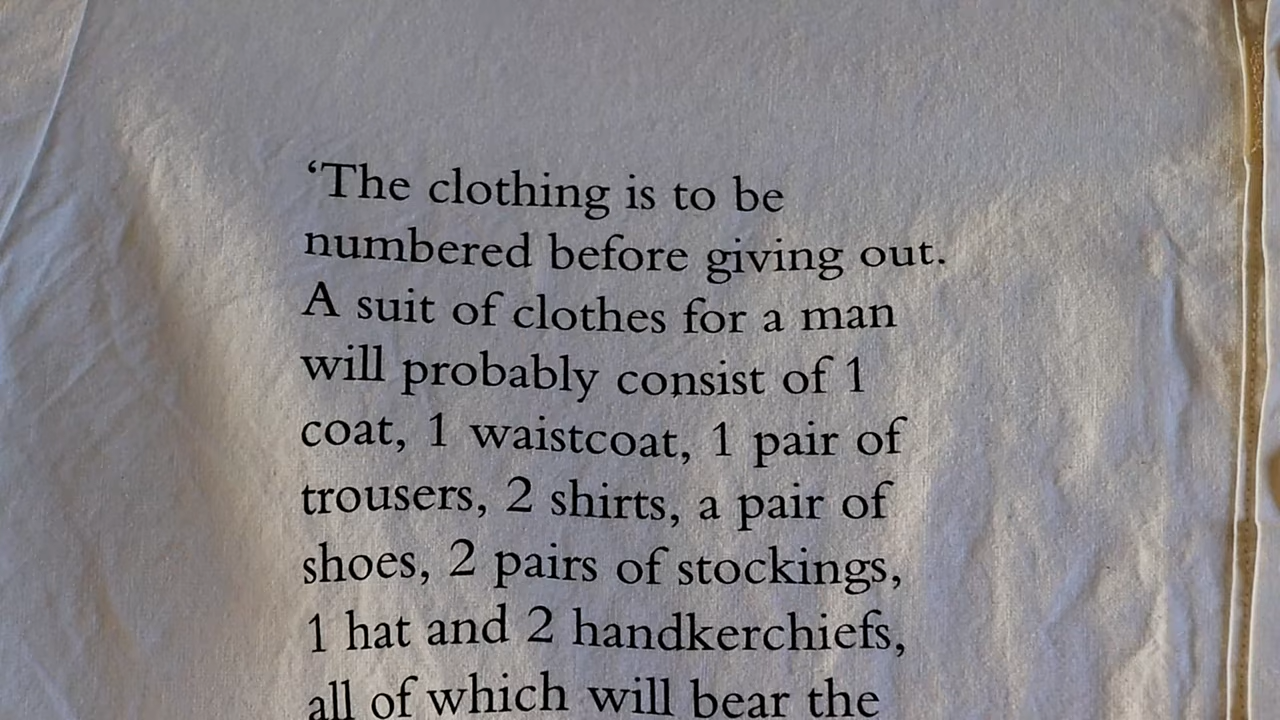 ‘The clothing is to be
numbered before giving out.
A suit of clothes for a man
will probably consist of 1
coat, 1 waistcoat, 1 pair of
trousers, 2 shirts, a pair of
shoes, 2 pairs of stockings,
1 hat and 2 handkerchiefs,
all of which will bear the